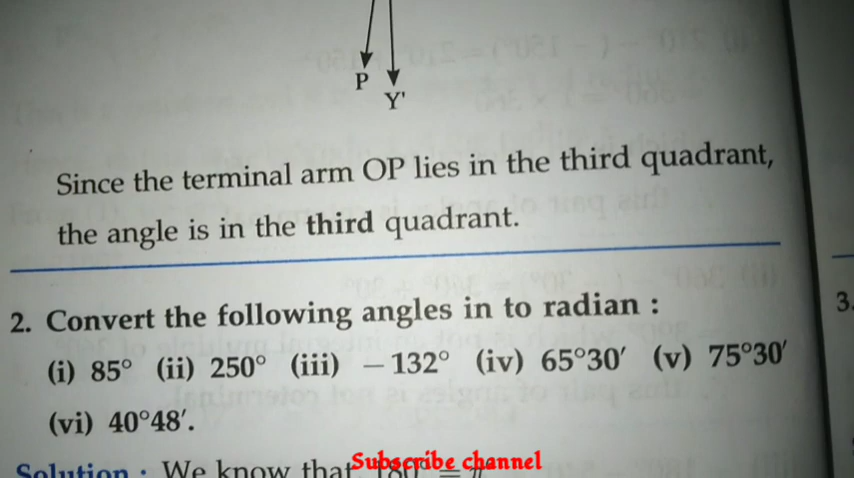 P
Y'
Since the terminal arm OP lies in the third quadrant,
the angle is in the third quadrant.
2. Convert the following angles in to radian :
3.
(i) 85° (ii) 250° (iii) – 132° (iv) 65°30′ (v) 75°30′
(vi) 40°48′.
Solution : We know that 180° = π
Subscribe channel